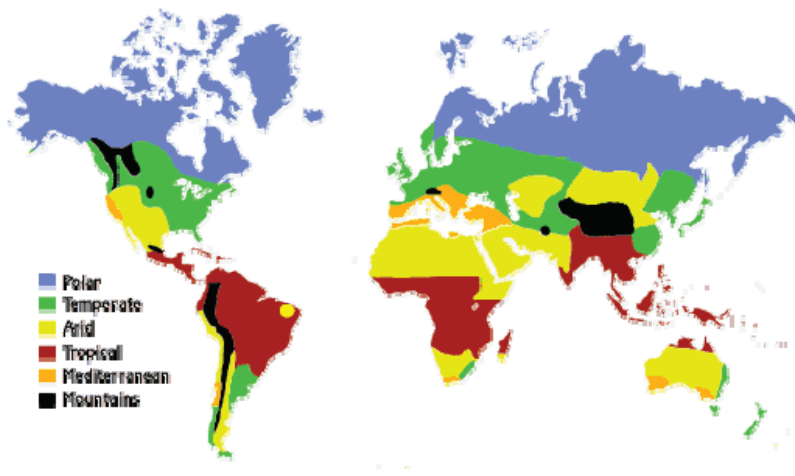 Polar
Temperate
Arid
Tropical
Mediterranean
Mountains